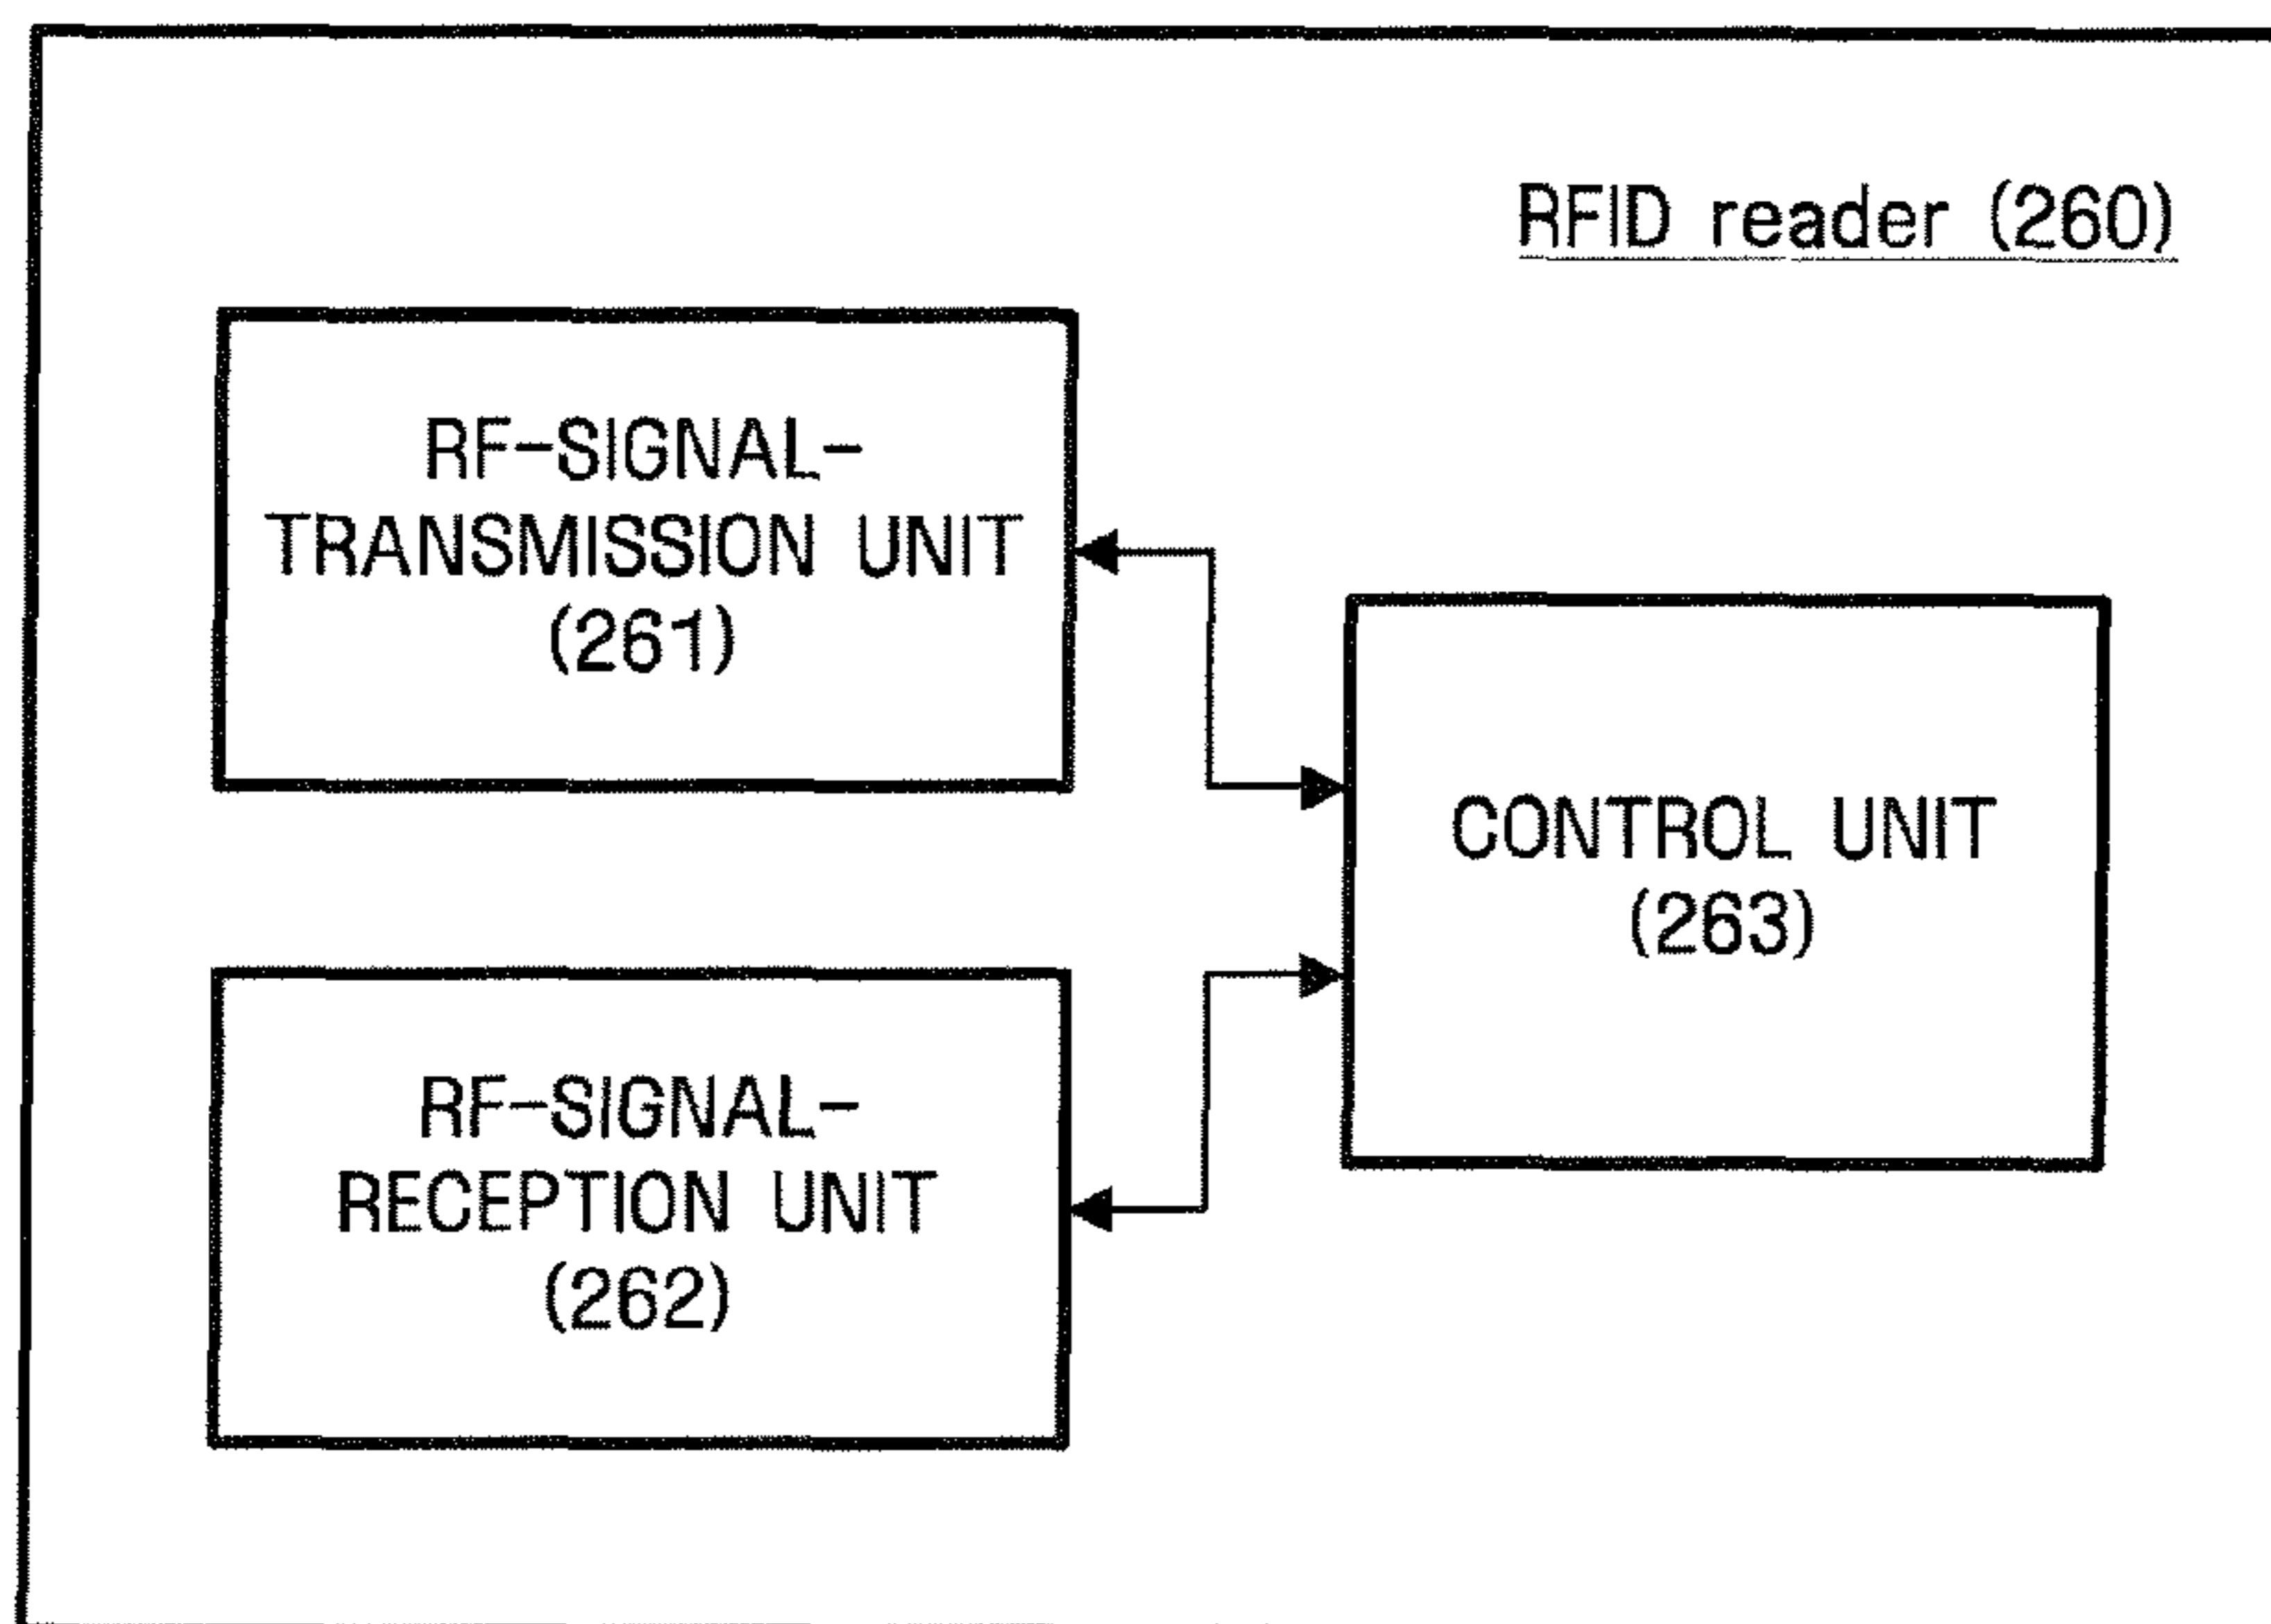 RFID reader (260)
RF-SIGNAL-
TRANSMISSION UNIT
(261)
CONTROL UNIT
(263)
RF-SIGNAL-
RECEPTION UNIT
(262)